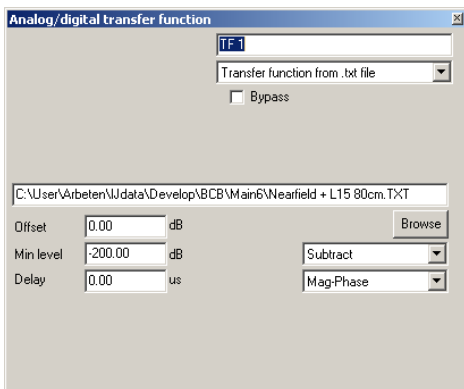 Analog/digital transfer function
TF 1
Transfer function from .txt file
Bypass
C:\User\Arbeten\IJdata\Develop\BCB\Main6\Nearfield + L15 80cm.TXT
Offset 0.00 dB Browse
Min level -200.00 dB Subtract
Delay 0.00 us Mag-Phase